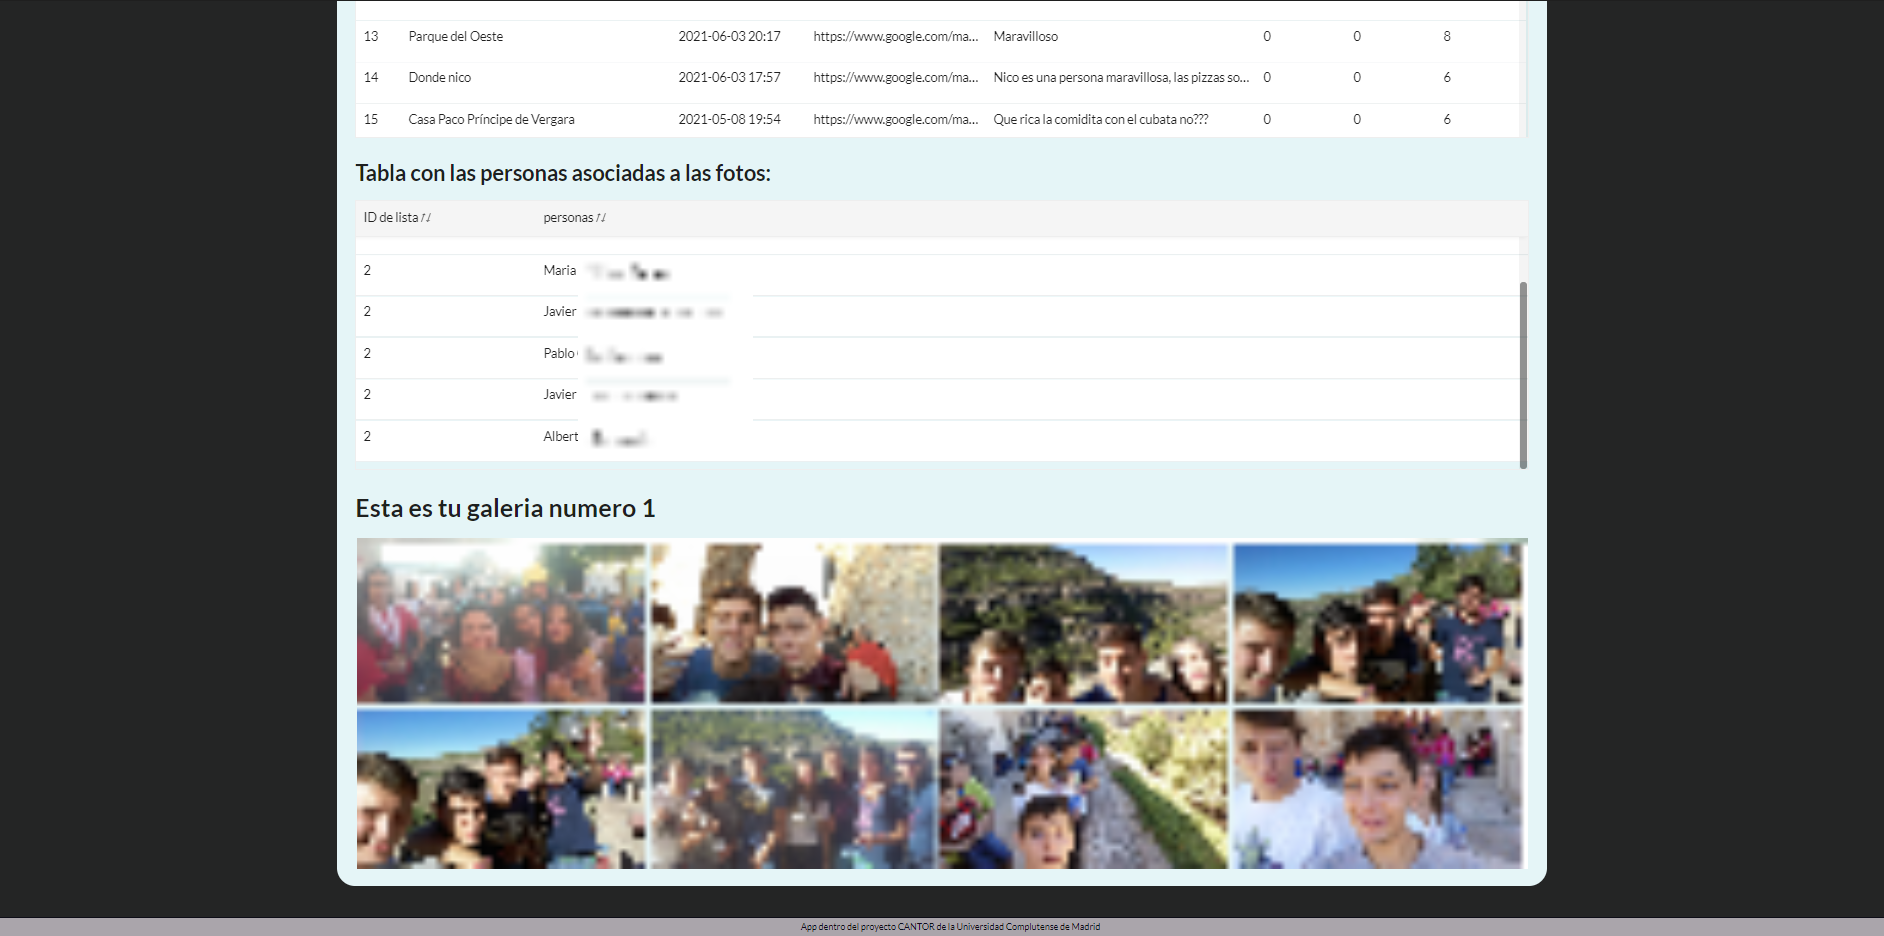 13 Parque del Oeste 2021-06-03 20:17 https://www.google.com/ma... Maravilloso 0 0 8
14 Donde nico 2021-06-03 17:57 https://www.google.com/ma... Nico es una persona maravillosa, las pizzas so... 0 0 6
15 Casa Paco Príncipe de Vergara 2021-05-08 19:54 https://www.google.com/ma... Que rica la comidita con el cubata no??? 0 0 6
Tabla con las personas asociadas a las fotos:
ID de lista personas
2 Maria
2 Javier
2 Pablo
2 Javier
2 Albert
Esta es tu galeria numero 1
App dentro del proyecto CANTOR de la Universidad Complutense de Madrid